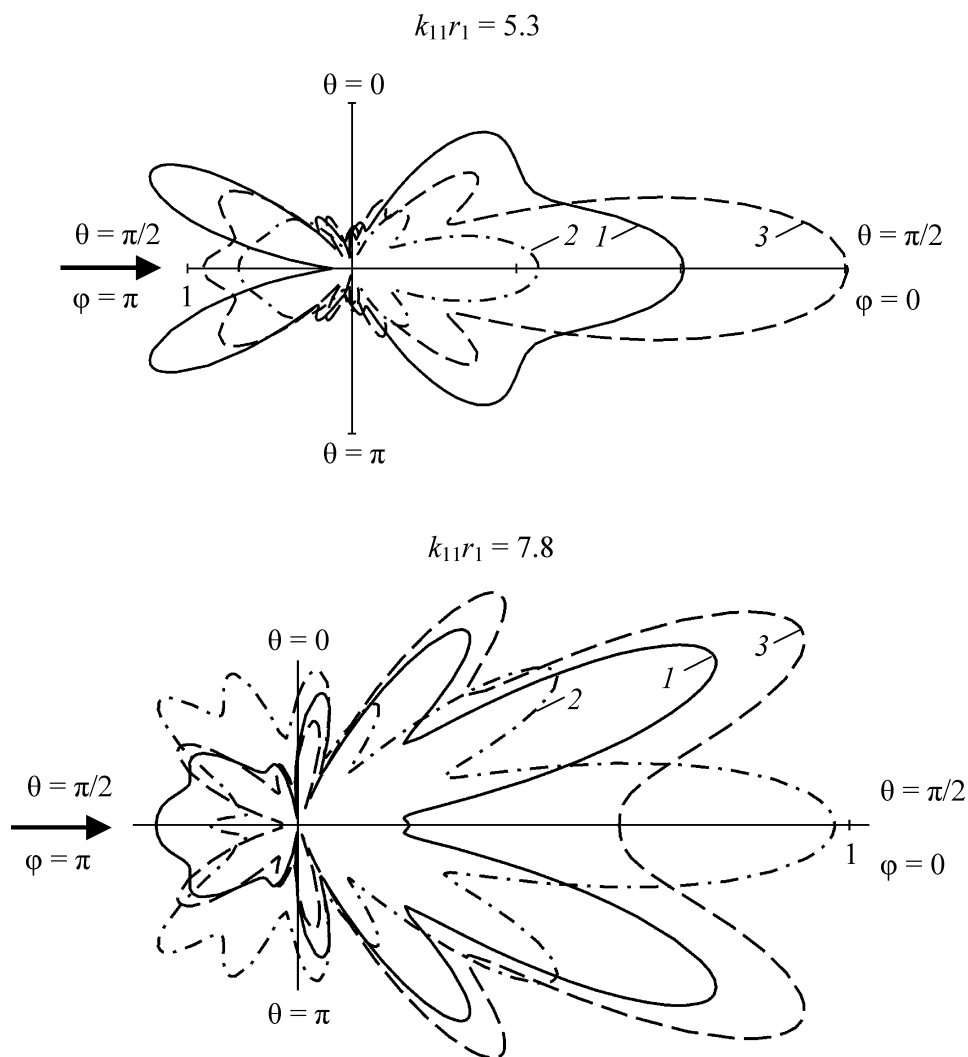 k₁₁r₁ = 5.3
θ = 0
θ = π/2
2
1
3
θ = π/2
φ = π
1
φ = 0
θ = π
k₁₁r₁ = 7.8
θ = 0
3
1
2
θ = π/2
θ = π/2
φ = π
1
φ = 0
θ = π